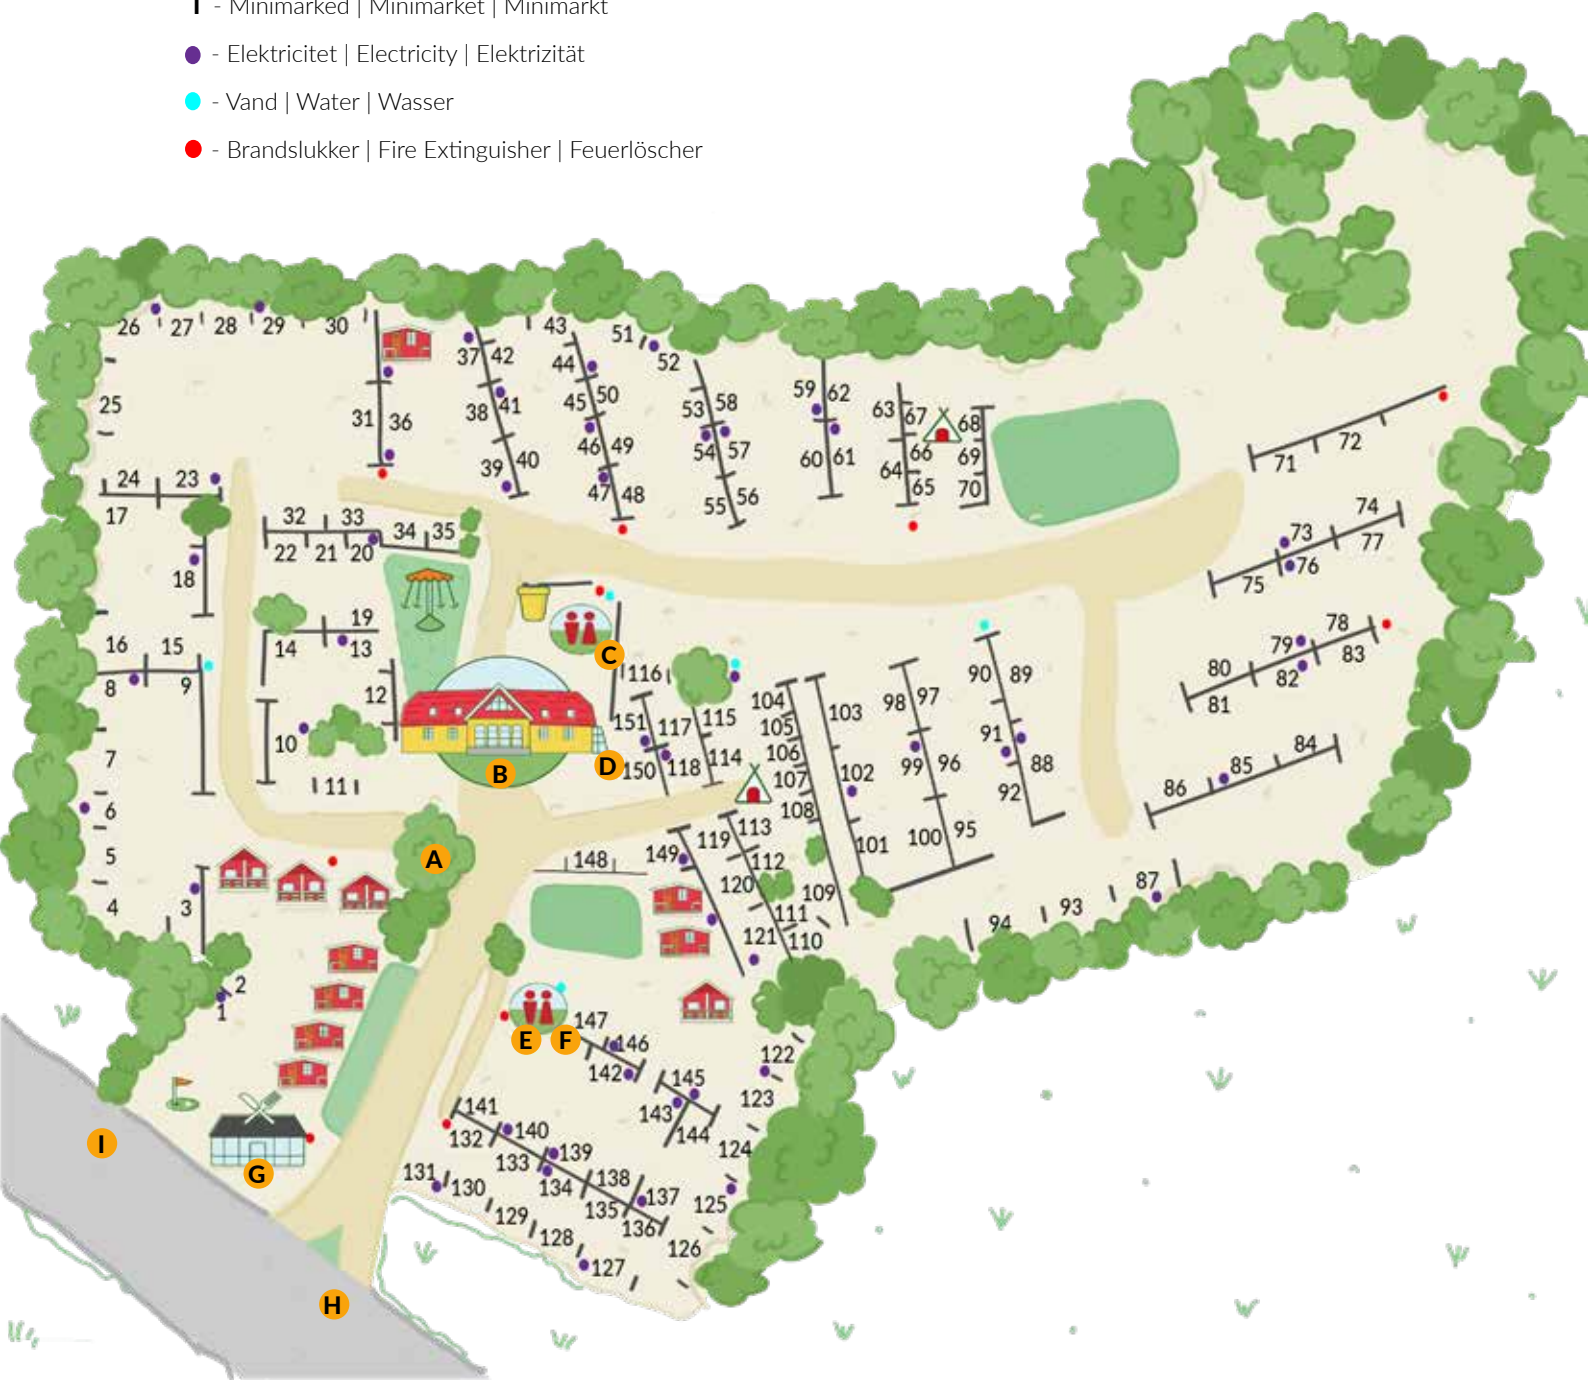 I - Minimarked | Minimarket | Minimarkt
- Elektricitet | Electricity | Elektrizität
- Vand | Water | Wasser
- Brandslukker | Fire Extinguisher | Feuerlöscher
26 27 28 29 30 37 42 43 51
44 52
25 31 36 38 41 45 50 53 58 59 62 63 67 68
46 49 54 57 60 61 66 69 71 72
24 23 39 40 47 48 55 56 64 65 70
17 32 33 34 35 74
22 21 20 73 77
18 76 75
16 15 14 19 13 C 78
8 9 116 90 89 80 79 83
12 104 98 97 82 81
10 151 117 115 105 103
7 B D 150 118 114 106 91 84
11 107 102 99 96 88 85
6 108 92 86
5 A 148 149 119 113 101 100 95
112
4 3 120 109 87
111 94 93
121 110
2
1 E F 147 146
142 145 122
141 143 123
I 132 140 144
G 133 139 124
131 130 134 138 137 125
129 135 136
128 126
127
H